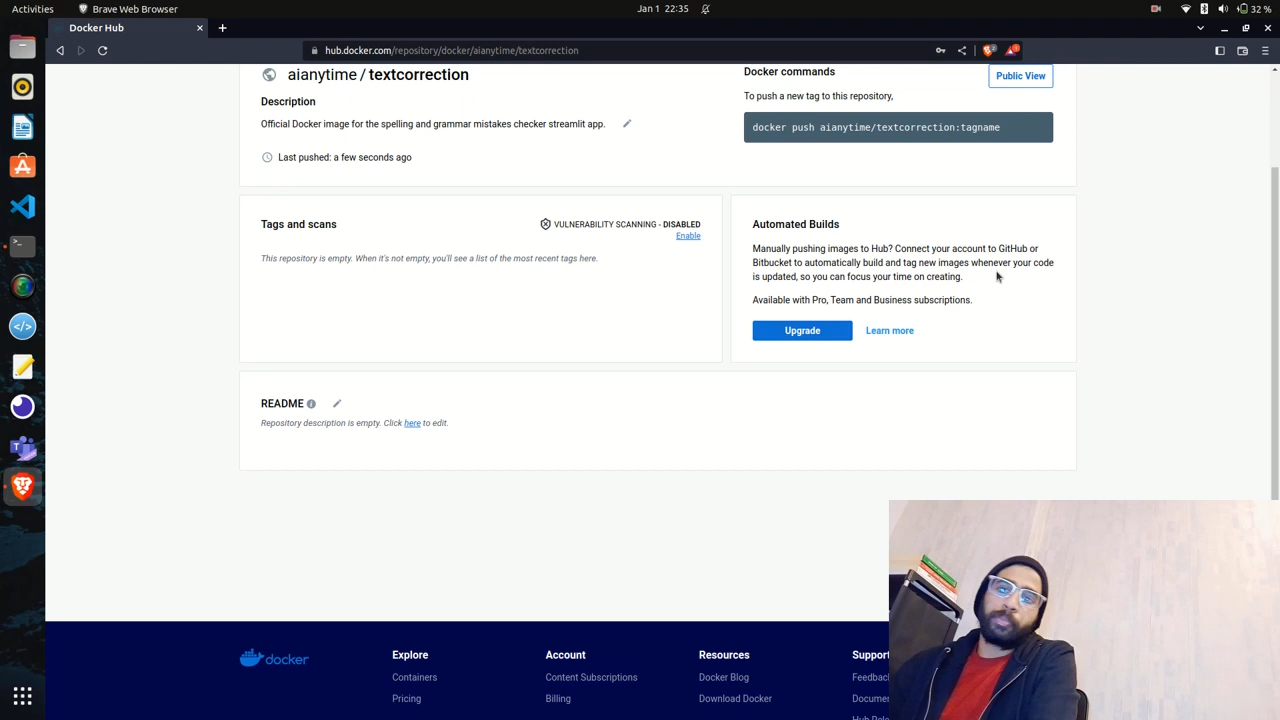 Activities
Brave Web Browser
Jan 1 22:35
32 %
Docker Hub
hub.docker.com/repository/docker/aianytime/textcorrection
aianytime / textcorrection
Description
Official Docker image for the spelling and grammar mistakes checker streamlit app.
Last pushed: a few seconds ago
Docker commands
Public View
To push a new tag to this repository,
docker push aianytime/textcorrection:tagname
Tags and scans
VULNERABILITY SCANNING - DISABLED
Enable
This repository is empty. When it's not empty, you'll see a list of the most recent tags here.
Automated Builds
Manually pushing images to Hub? Connect your account to GitHub or
Bitbucket to automatically build and tag new images whenever your code
is updated, so you can focus your time on creating.
Available with Pro, Team and Business subscriptions.
Upgrade
Learn more
README
Repository description is empty. Click here to edit.
docker
Explore
Containers
Pricing
Account
Content Subscriptions
Billing
Resources
Docker Blog
Download Docker
Support